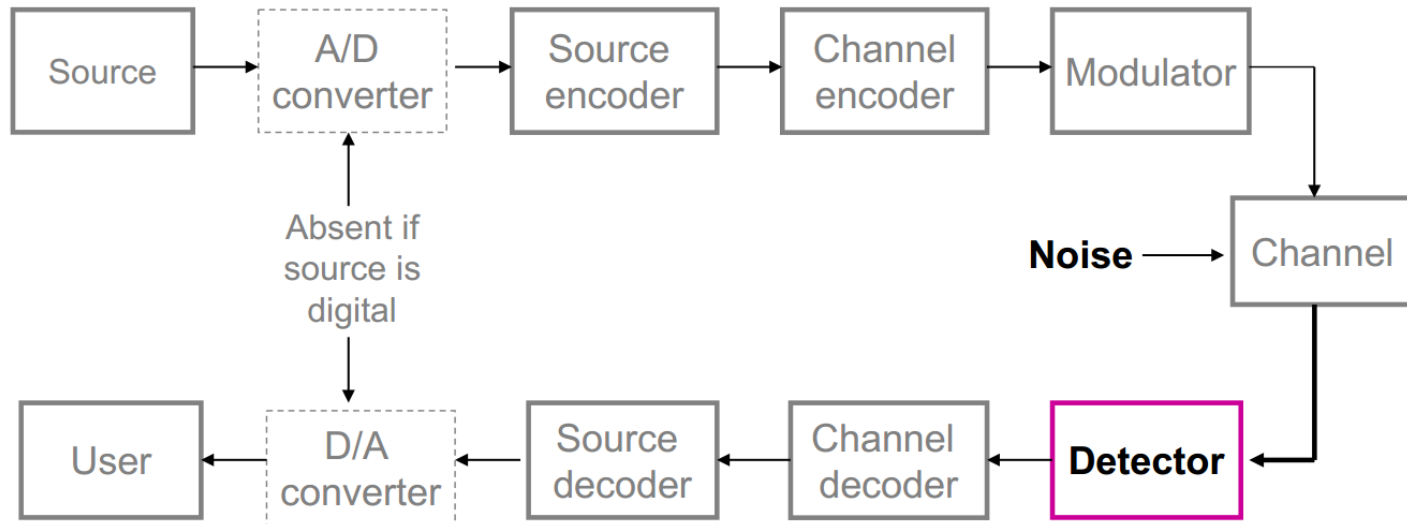 Source
A/D
converter
Source
encoder
Channel
encoder
Modulator
Absent if
source is
digital
Noise
Channel
User
D/A
converter
Source
decoder
Channel
decoder
Detector